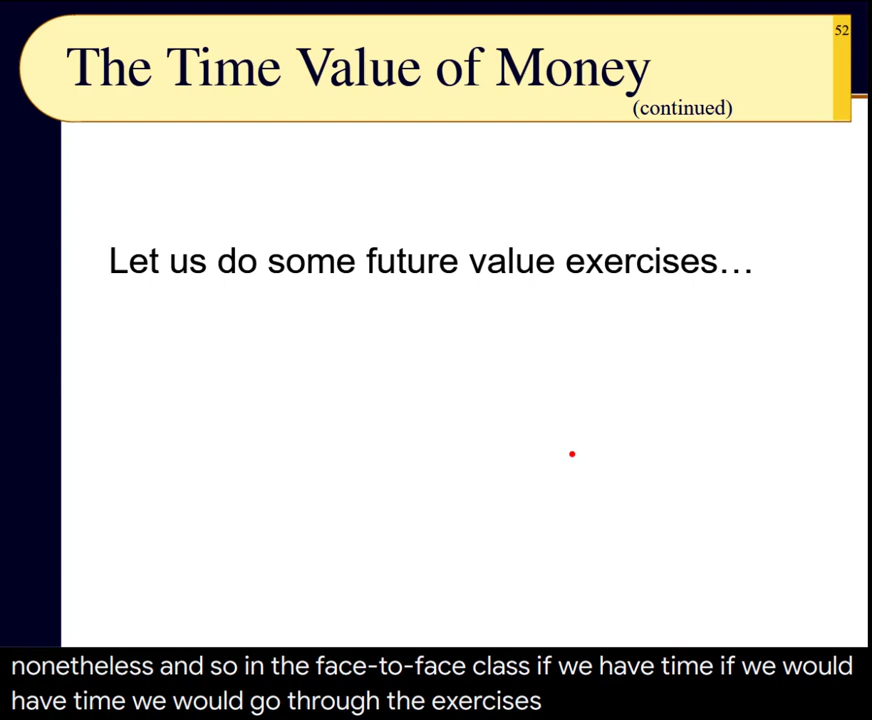 52
The Time Value of Money
(continued)
Let us do some future value exercises…
nonetheless and so in the face-to-face class if we have time if we would
have time we would go through the exercises